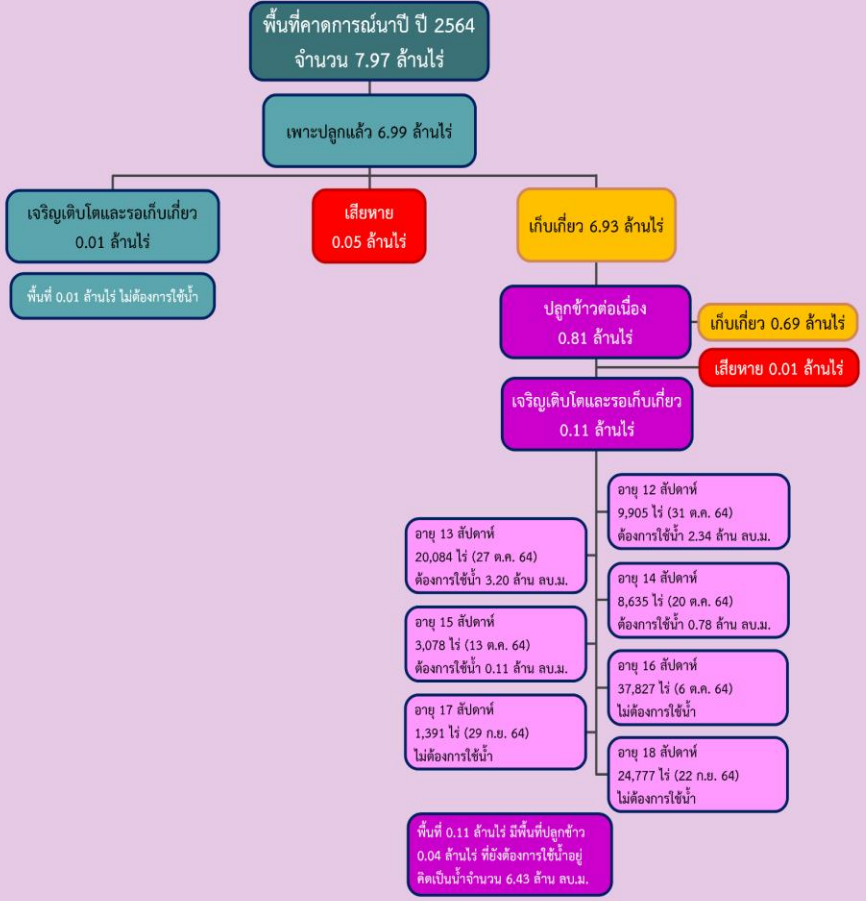 พื้นที่คาดการณ์นาปี ปี 2564
จำนวน 7.97 ล้านไร่
เพาะปลูกแล้ว 6.99 ล้านไร่
เจริญเติบโตและรอเก็บเกี่ยว
0.01 ล้านไร่
เสียหาย
0.05 ล้านไร่
เก็บเกี่ยว 6.93 ล้านไร่
พื้นที่ 0.01 ล้านไร่ ไม่ต้องการใช้น้ำ
ปลูกข้าวต่อเนื่อง
0.81 ล้านไร่
เก็บเกี่ยว 0.69 ล้านไร่
เสียหาย 0.01 ล้านไร่
เจริญเติบโตและรอเก็บเกี่ยว
0.11 ล้านไร่
อายุ 12 สัปดาห์
9,905 ไร่ (31 ต.ค. 64)
ต้องการใช้น้ำ 2.34 ล้าน ลบ.ม.
อายุ 13 สัปดาห์
20,084 ไร่ (27 ต.ค. 64)
ต้องการใช้น้ำ 3.20 ล้าน ลบ.ม.
อายุ 14 สัปดาห์
8,635 ไร่ (20 ต.ค. 64)
ต้องการใช้น้ำ 0.78 ล้าน ลบ.ม.
อายุ 15 สัปดาห์
3,078 ไร่ (13 ต.ค. 64)
ต้องการใช้น้ำ 0.11 ล้าน ลบ.ม.
อายุ 16 สัปดาห์
37,827 ไร่ (6 ต.ค. 64)
ไม่ต้องการใช้น้ำ
อายุ 17 สัปดาห์
1,391 ไร่ (29 ก.ย. 64)
ไม่ต้องการใช้น้ำ
อายุ 18 สัปดาห์
24,777 ไร่ (22 ก.ย. 64)
ไม่ต้องการใช้น้ำ
พื้นที่ 0.11 ล้านไร่ มีพื้นที่ปลูกข้าว
0.04 ล้านไร่ ที่ยังต้องการใช้น้ำอยู่
คิดเป็นน้ำจำนวน 6.43 ล้าน ลบ.ม.